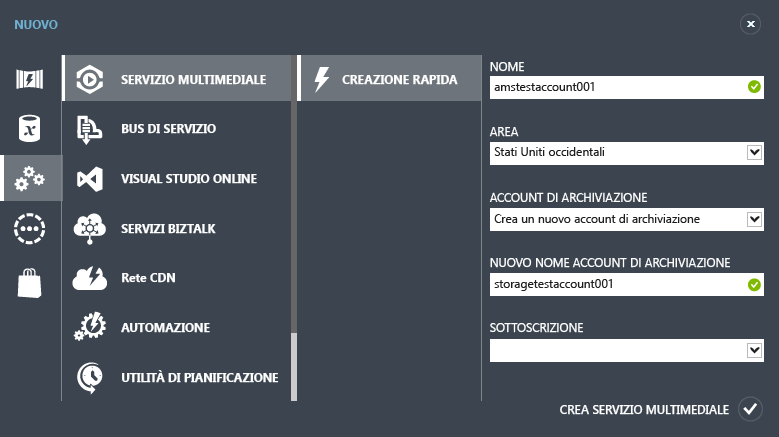 NUOVO
SERVIZIO MULTIMEDIALE
BUS DI SERVIZIO
VISUAL STUDIO ONLINE
SERVIZI BIZTALK
Rete CDN
AUTOMAZIONE
UTILITÀ DI PIANIFICAZIONE
CREAZIONE RAPIDA
NOME
amstestaccount001
AREA
Stati Uniti occidentali
ACCOUNT DI ARCHIVIAZIONE
Crea un nuovo account di archiviazione
NUOVO NOME ACCOUNT DI ARCHIVIAZIONE
storagetestaccount001
SOTTOSCRIZIONE
CREA SERVIZIO MULTIMEDIALE